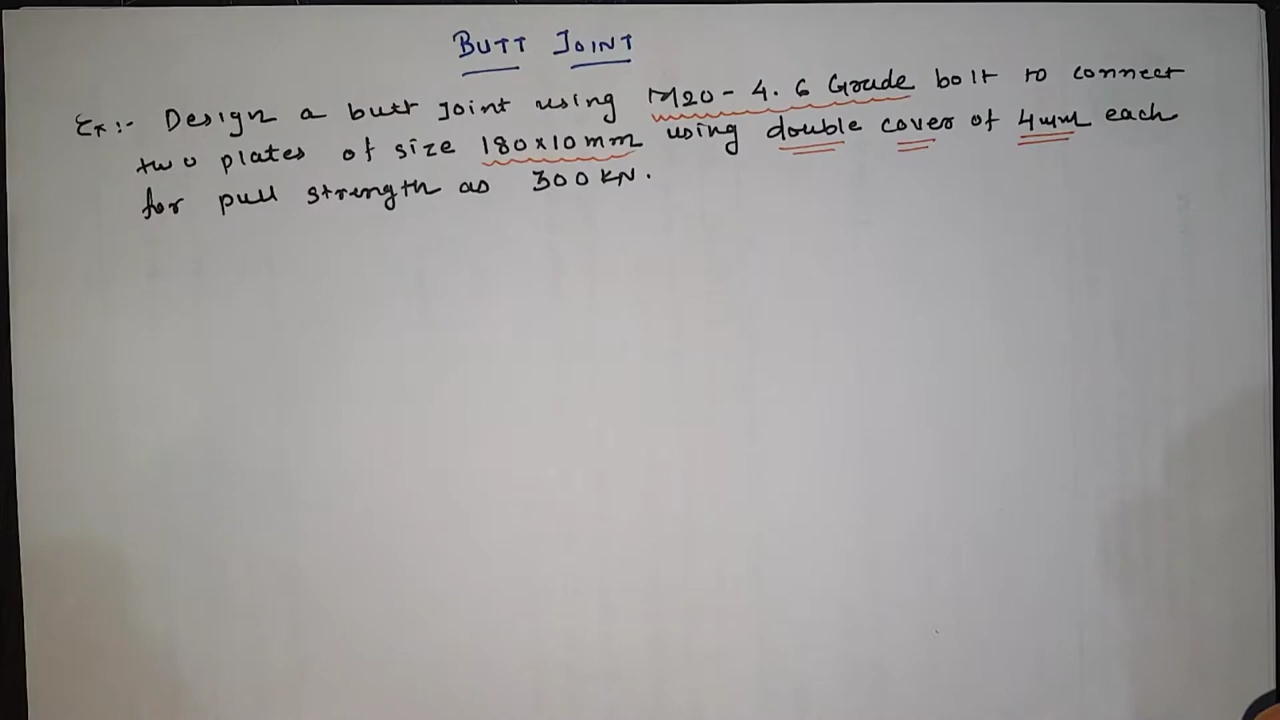 BUTT JOINT
Ex:- Design a butt Joint using M20-4.6 Grade bolt to connect
two plates of size 180x10mm using double cover of 4mm each
for pull strength as 300 KN.